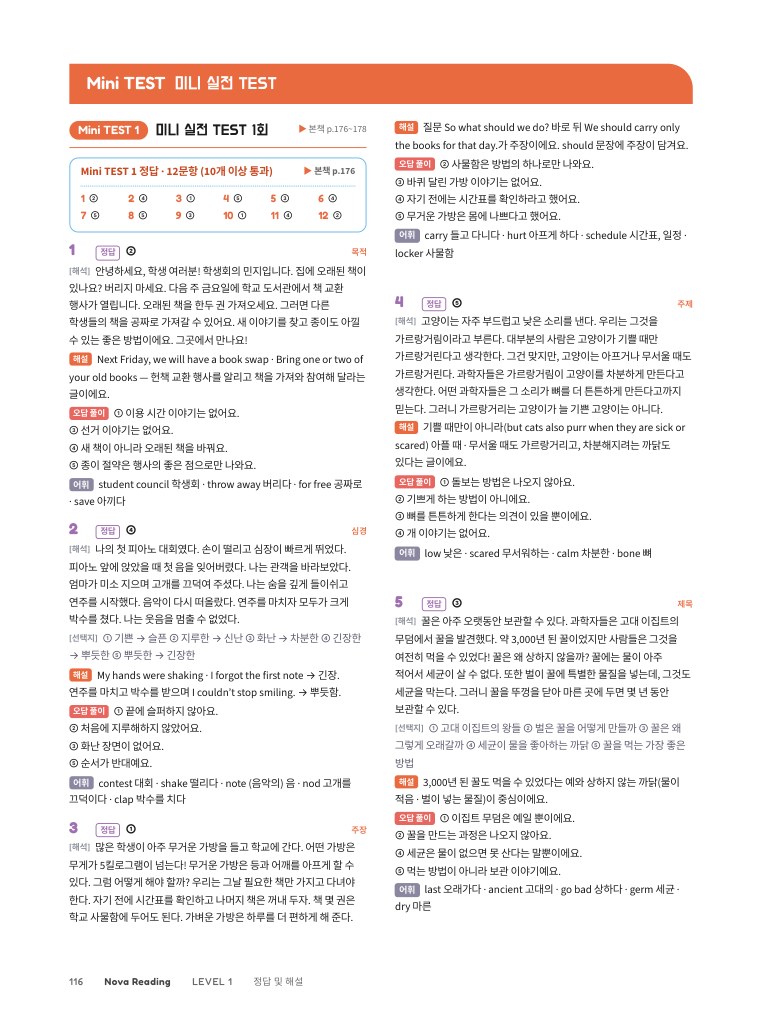 Mini TEST 미니 실전 TEST
Mini TEST 1 미니 실전 TEST 1회 ▶ 본책 p.176~178
Mini TEST 1 정답 · 12문항 (10개 이상 통과) ▶ 본책 p.176
1 ② 2 ④ 3 ① 4 ⑤ 5 ③ 6 ④
7 ⑤ 8 ⑤ 9 ③ 10 ① 11 ④ 12 ②
1 정답 ② 목적
[해석] 안녕하세요, 학생 여러분! 학생회의 민지입니다. 집에 오래된 책이
있나요? 버리지 마세요. 다음 주 금요일에 학교 도서관에서 책 교환
행사가 열립니다. 오래된 책을 한두 권 가져오세요. 그러면 다른
학생들의 책을 공짜로 가져갈 수 있어요. 새 이야기를 찾고 종이도 아낄
수 있는 좋은 방법이에요. 그곳에서 만나요!
해설 Next Friday, we will have a book swap · Bring one or two of
your old books — 헌책 교환 행사를 알리고 책을 가져와 참여해 달라는
글이에요.
오답 풀이 ① 이용 시간 이야기는 없어요.
③ 선거 이야기는 없어요.
④ 새 책이 아니라 오래된 책을 바꿔요.
⑤ 종이 절약은 행사의 좋은 점으로만 나와요.
어휘 student council 학생회 · throw away 버리다 · for free 공짜로
· save 아끼다
2 정답 ④ 심경
[해석] 나의 첫 피아노 대회였다. 손이 떨리고 심장이 빠르게 뛰었다.
피아노 앞에 앉았을 때 첫 음을 잊어버렸다. 나는 관객을 바라보았다.
엄마가 미소 지으며 고개를 끄덕여 주셨다. 나는 숨을 깊게 들이쉬고
연주를 시작했다. 음악이 다시 떠올랐다. 연주를 마치자 모두가 크게
박수를 쳤다. 나는 웃음을 멈출 수 없었다.
[선택지] ① 기쁜 → 슬픈 ② 지루한 → 신난 ③ 화난 → 차분한 ④ 긴장한
→ 뿌듯한 ⑤ 뿌듯한 → 긴장한
해설 My hands were shaking · I forgot the first note → 긴장.
연주를 마치고 박수를 받으며 I couldn't stop smiling. → 뿌듯함.
오답 풀이 ① 끝에 슬퍼하지 않아요.
② 처음에 지루해하지 않았어요.
③ 화난 장면이 없어요.
⑤ 순서가 반대예요.
어휘 contest 대회 · shake 떨리다 · note (음악의) 음 · nod 고개를
끄덕이다 · clap 박수를 치다
3 정답 ① 주장
[해석] 많은 학생이 아주 무거운 가방을 들고 학교에 간다. 어떤 가방은
무게가 5킬로그램이 넘는다! 무거운 가방은 등과 어깨를 아프게 할 수
있다. 그럼 어떻게 해야 할까? 우리는 그날 필요한 책만 가지고 다녀야
한다. 자기 전에 시간표를 확인하고 나머지 책은 꺼내 두자. 책 몇 권은
학교 사물함에 두어도 된다. 가벼운 가방은 하루를 더 편하게 해 준다.
해설 질문 So what should we do? 바로 뒤 We should carry only
the books for that day.가 주장이에요. should 문장에 주장이 담겨요.
오답 풀이 ② 사물함은 방법의 하나로만 나와요.
③ 바퀴 달린 가방 이야기는 없어요.
④ 자기 전에는 시간표를 확인하라고 했어요.
⑤ 무거운 가방은 몸에 나쁘다고 했어요.
어휘 carry 들고 다니다 · hurt 아프게 하다 · schedule 시간표, 일정 ·
locker 사물함
4 정답 ⑤ 주제
[해석] 고양이는 자주 부드럽고 낮은 소리를 낸다. 우리는 그것을
가르랑거림이라고 부른다. 대부분의 사람은 고양이가 기쁠 때만
가르랑거린다고 생각한다. 그건 맞지만, 고양이는 아프거나 무서울 때도
가르랑거린다. 과학자들은 가르랑거림이 고양이를 차분하게 만든다고
생각한다. 어떤 과학자들은 그 소리가 뼈를 더 튼튼하게 만든다고까지
믿는다. 그러니 가르랑거리는 고양이가 늘 기쁜 고양이는 아니다.
해설 기쁠 때만이 아니라(but cats also purr when they are sick or
scared) 아플 때 · 무서울 때도 가르랑거리고, 차분해지려는 까닭도
있다는 글이에요.
오답 풀이 ① 돌보는 방법은 나오지 않아요.
② 기쁘게 하는 방법이 아니에요.
③ 뼈를 튼튼하게 한다는 의견이 있을 뿐이에요.
④ 개 이야기는 없어요.
어휘 low 낮은 · scared 무서워하는 · calm 차분한 · bone 뼈
5 정답 ③ 제목
[해석] 꿀은 아주 오랫동안 보관할 수 있다. 과학자들은 고대 이집트의
무덤에서 꿀을 발견했다. 약 3,000년 된 꿀이었지만 사람들은 그것을
여전히 먹을 수 있었다! 꿀은 왜 상하지 않을까? 꿀에는 물이 아주
적어서 세균이 살 수 없다. 또한 벌이 꿀에 특별한 물질을 넣는데, 그것도
세균을 막는다. 그러니 꿀을 뚜껑을 닫아 마른 곳에 두면 몇 년 동안
보관할 수 있다.
[선택지] ① 고대 이집트의 왕들 ② 벌은 꿀을 어떻게 만들까 ③ 꿀은 왜
그렇게 오래갈까 ④ 세균이 물을 좋아하는 까닭 ⑤ 꿀을 먹는 가장 좋은
방법
해설 3,000년 된 꿀도 먹을 수 있었다는 예와 상하지 않는 까닭(물이
적음 · 벌이 넣는 물질)이 중심이에요.
오답 풀이 ① 이집트 무덤은 예일 뿐이에요.
② 꿀을 만드는 과정은 나오지 않아요.
④ 세균은 물이 없으면 못 산다는 말뿐이에요.
⑤ 먹는 방법이 아니라 보관 이야기예요.
어휘 last 오래가다 · ancient 고대의 · go bad 상하다 · germ 세균 ·
dry 마른
116 Nova Reading LEVEL 1 정답 및 해설